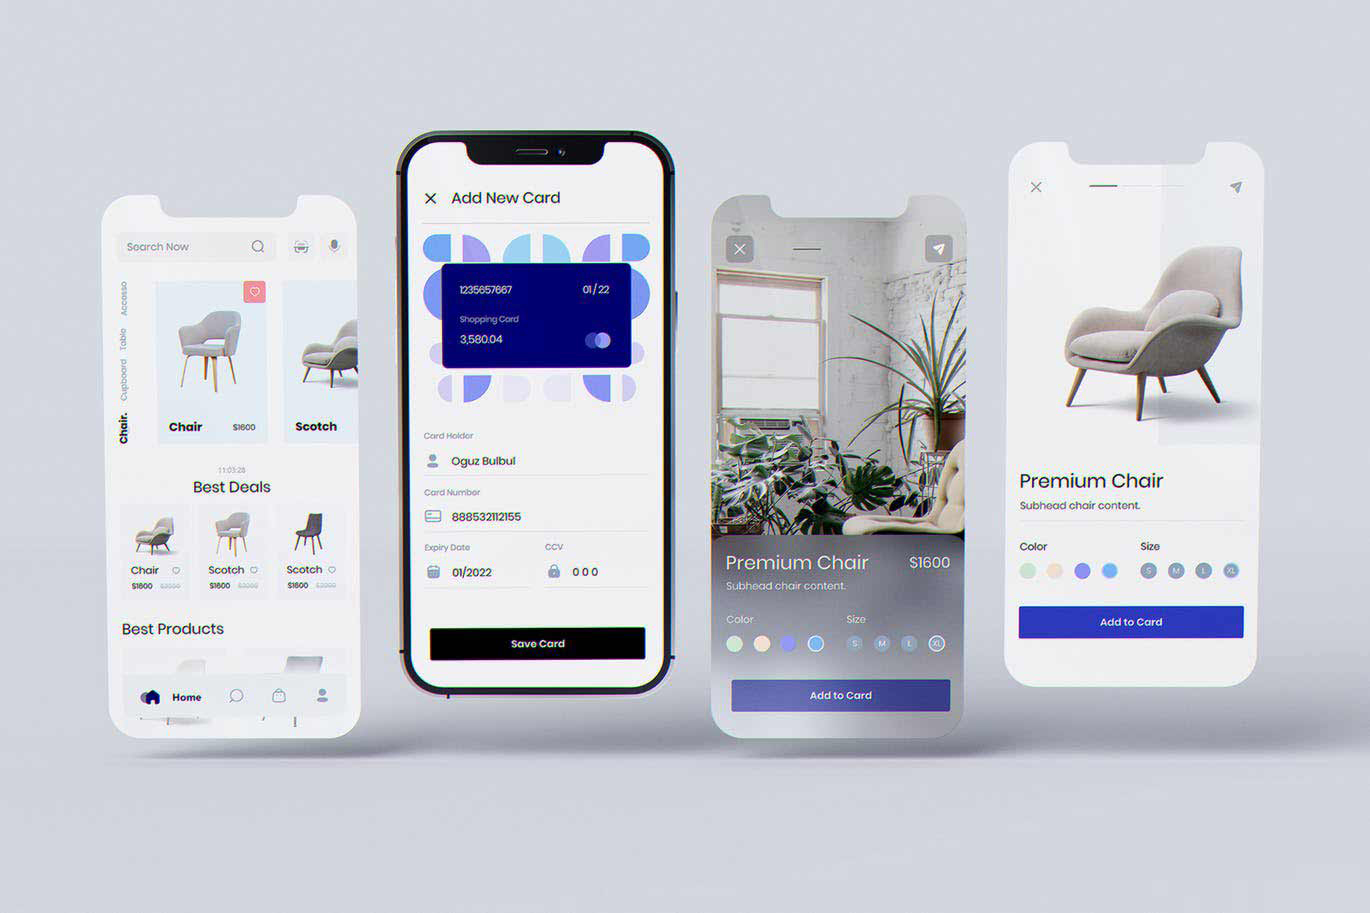 Search Now
Accesso
Table
Cupboard
Chair.
Chair $1600
Scotch
11:03:28
Best Deals
Chair
$1600 $2000
Scotch
$1600 $2000
Scotch
$1600 $2000
Best Products
Home
Add New Card
1235657667 01/22
Shopping Card
3,580.04
Card Holder
Oguz Bulbul
Card Number
888532112155
Expiry Date CCV
01/2022 0 0 0
Save Card
Premium Chair $1600
Subhead chair content.
Color Size
S M L XL
Add to Card
Premium Chair
Subhead chair content.
Color Size
S M L XL
Add to Card